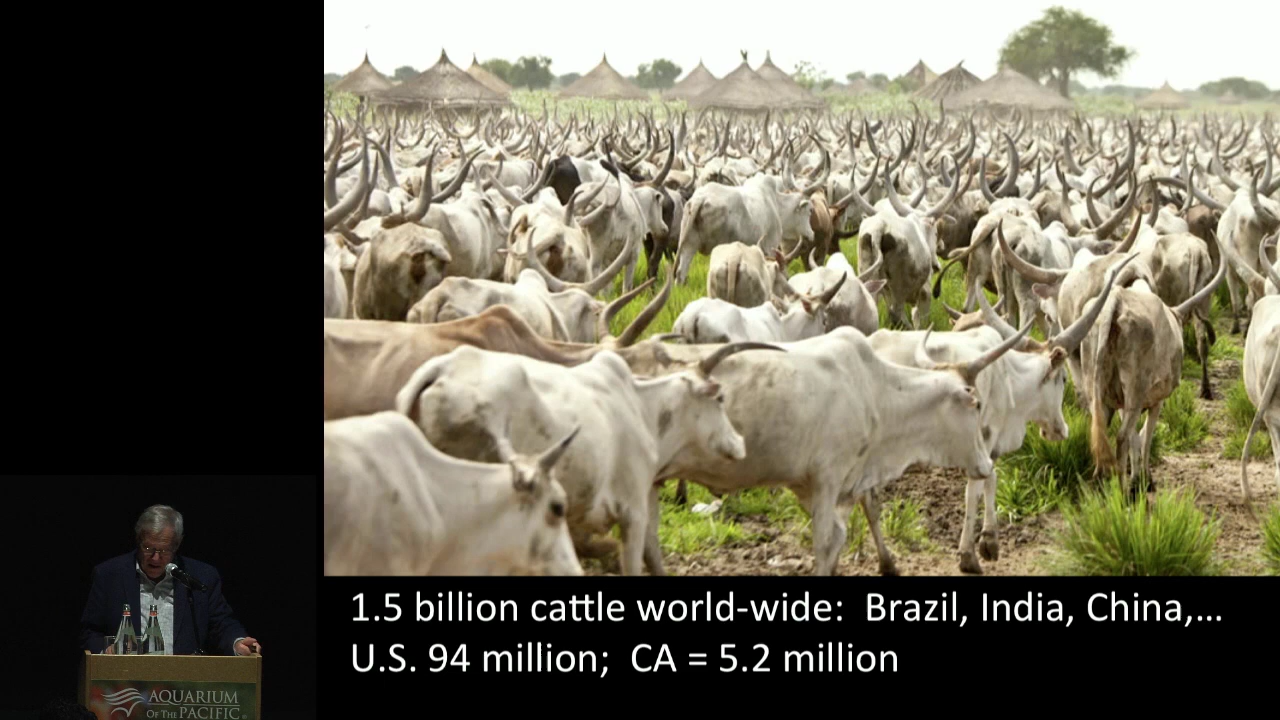 1.5 billion cattle world-wide:  Brazil, India, China,...
U.S. 94 million;  CA = 5.2 million
AQUARIUM
OF THE PACIFIC